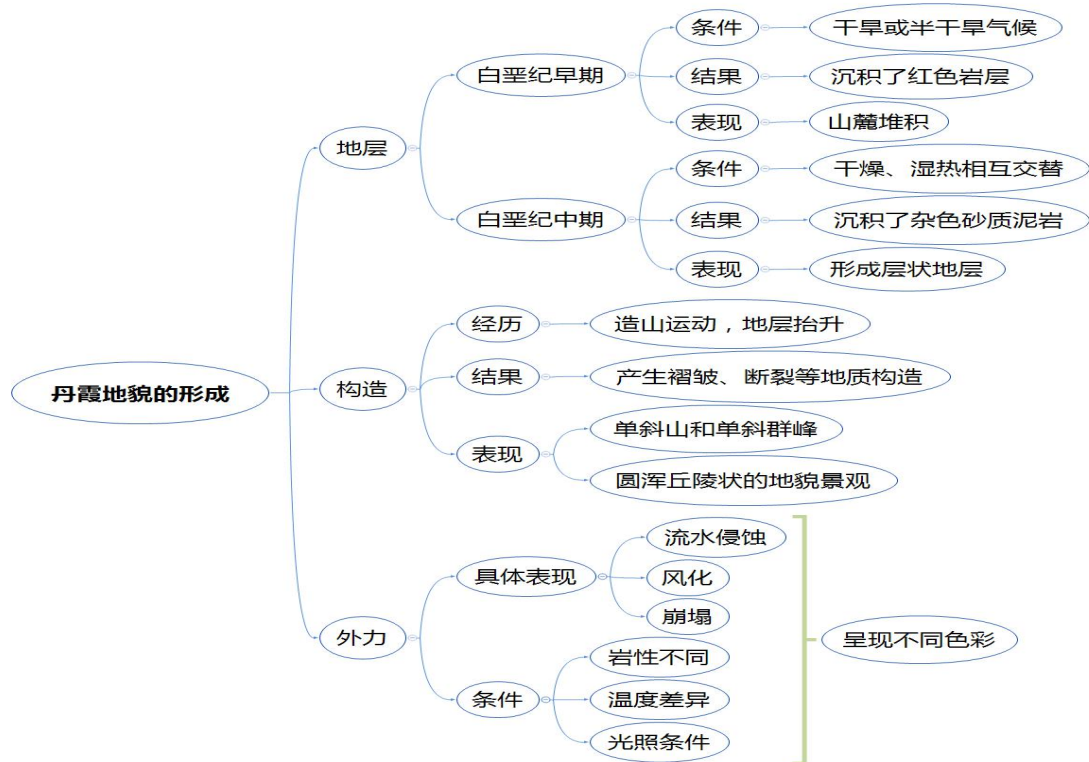 丹霞地貌的形成
地层
白垩纪早期
条件
干旱或半干旱气候
结果
沉积了红色岩层
表现
山麓堆积
白垩纪中期
条件
干燥、湿热相互交替
结果
沉积了杂色砂质泥岩
表现
形成层状地层
构造
经历
造山运动，地层抬升
结果
产生褶皱、断裂等地质构造
表现
单斜山和单斜群峰
圆浑丘陵状的地貌景观
外力
具体表现
流水侵蚀
风化
崩塌
条件
岩性不同
温度差异
光照条件
呈现不同色彩